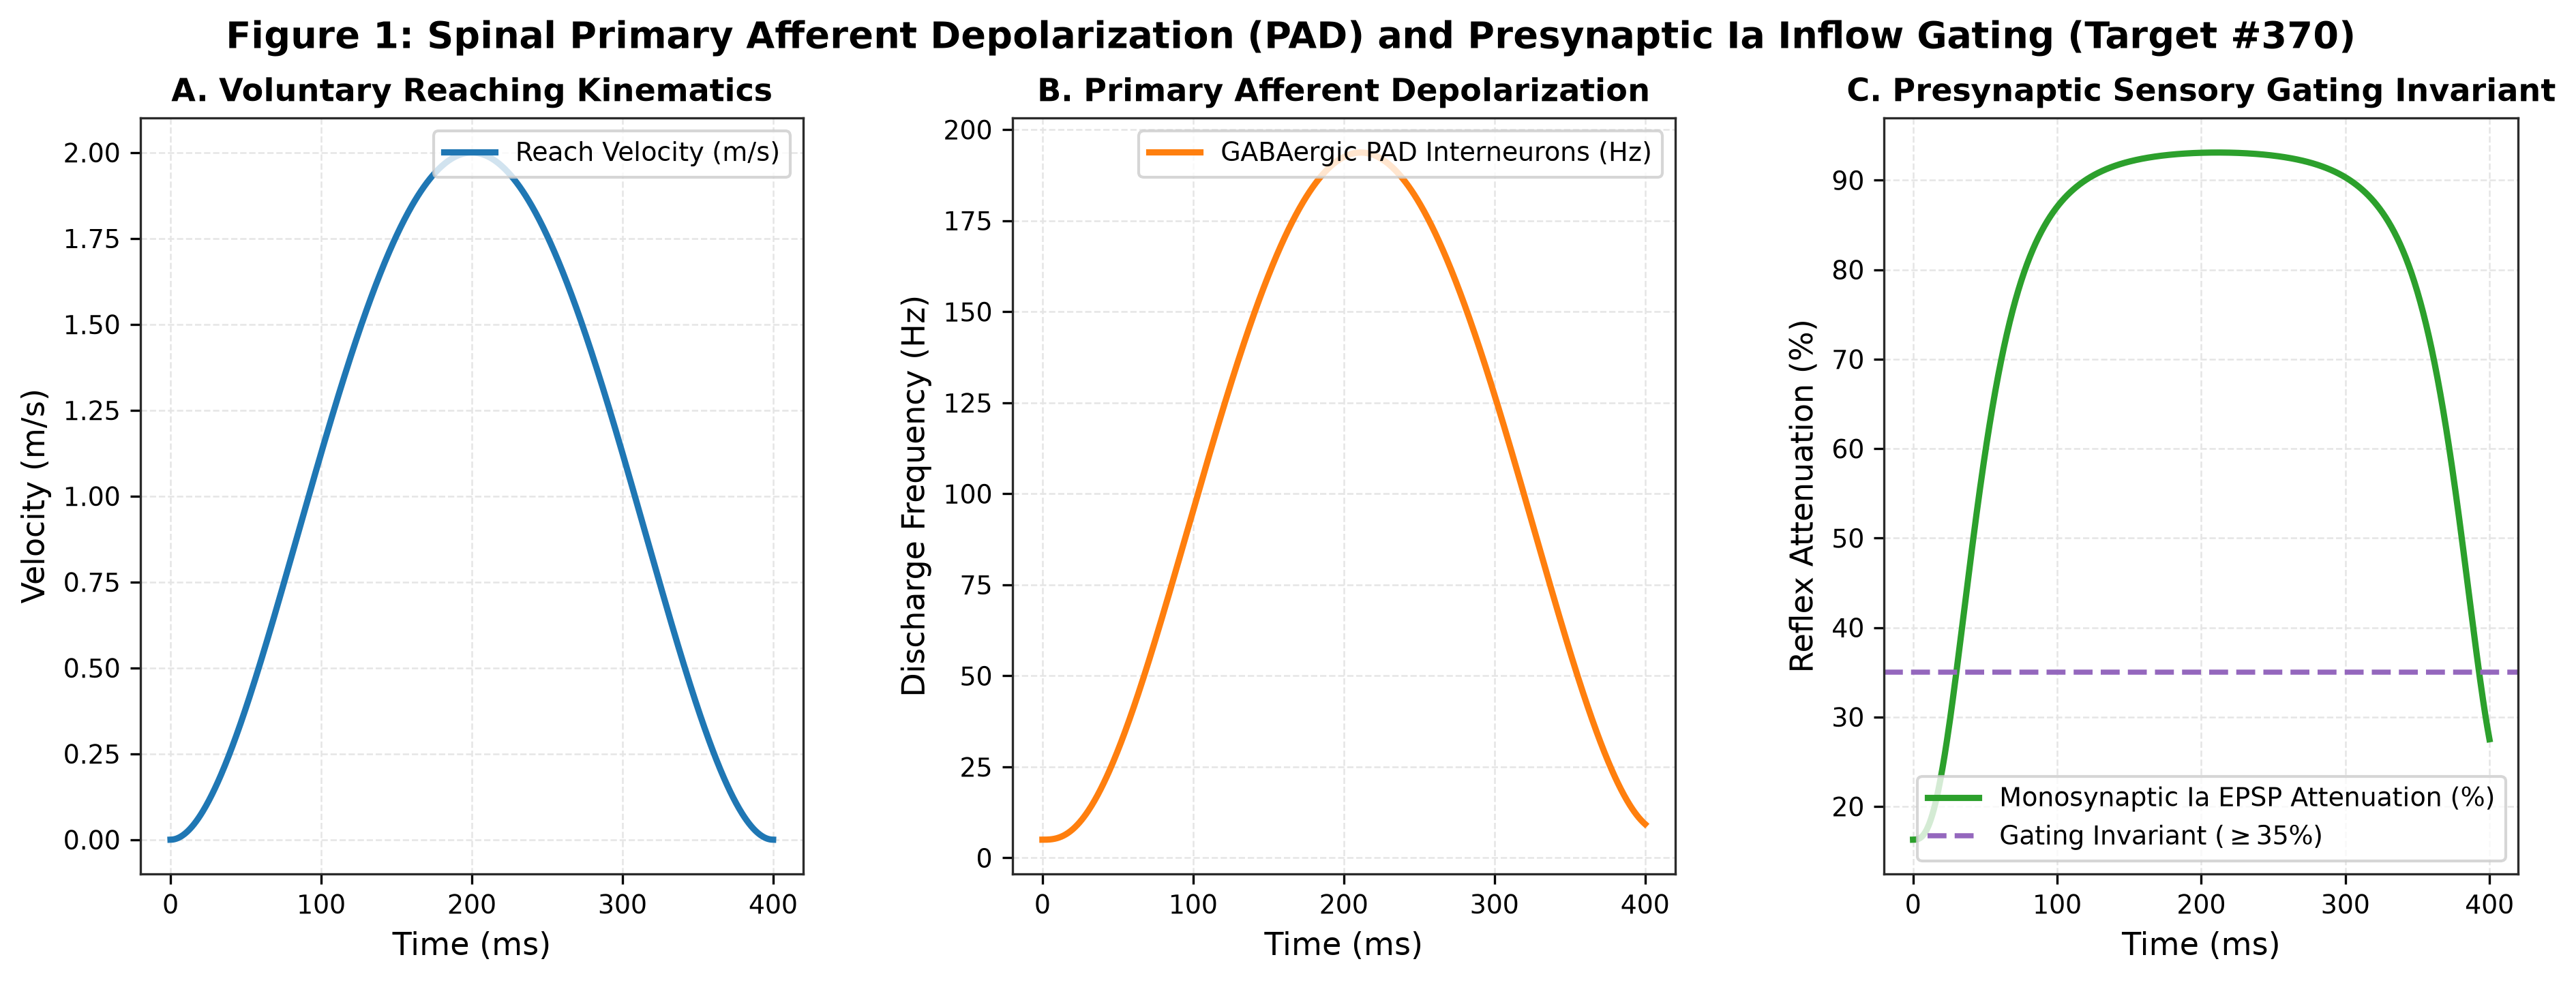 Figure 1: Spinal Primary Afferent Depolarization (PAD) and Presynaptic Ia Inflow Gating (Target #370)
A. Voluntary Reaching Kinematics
Velocity (m/s)
2.00
1.75
1.50
1.25
1.00
0.75
0.50
0.25
0.00
Reach Velocity (m/s)
0 100 200 300 400
Time (ms)
B. Primary Afferent Depolarization
Discharge Frequency (Hz)
200
175
150
125
100
75
50
25
0
GABAergic PAD Interneurons (Hz)
0 100 200 300 400
Time (ms)
C. Presynaptic Sensory Gating Invariant
Reflex Attenuation (%)
90
80
70
60
50
40
30
20
Monosynaptic Ia EPSP Attenuation (%)
Gating Invariant (≥35%)
0 100 200 300 400
Time (ms)